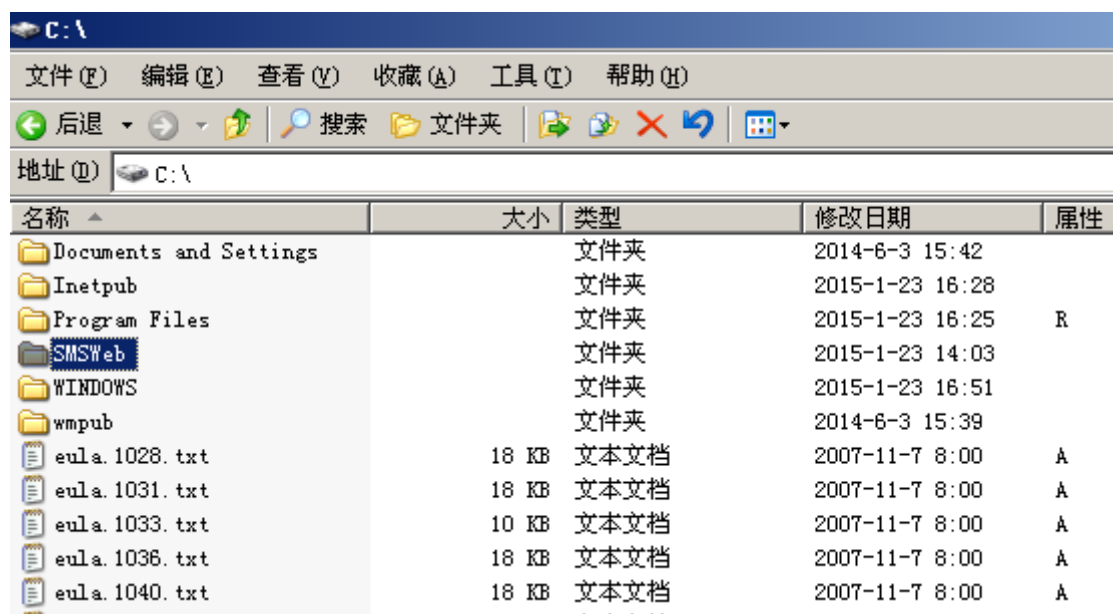 C:\
文件(F) 编辑(E) 查看(V) 收藏(A) 工具(T) 帮助(H)
后退 搜索 文件夹
地址(D) C:\
名称 大小 类型 修改日期 属性
Documents and Settings 文件夹 2014-6-3 15:42
Inetpub 文件夹 2015-1-23 16:28
Program Files 文件夹 2015-1-23 16:25 R
SMSWeb 文件夹 2015-1-23 14:03
WINDOWS 文件夹 2015-1-23 16:51
wmpub 文件夹 2014-6-3 15:39
eula.1028.txt 18 KB 文本文档 2007-11-7 8:00 A
eula.1031.txt 18 KB 文本文档 2007-11-7 8:00 A
eula.1033.txt 10 KB 文本文档 2007-11-7 8:00 A
eula.1036.txt 18 KB 文本文档 2007-11-7 8:00 A
eula.1040.txt 18 KB 文本文档 2007-11-7 8:00 A